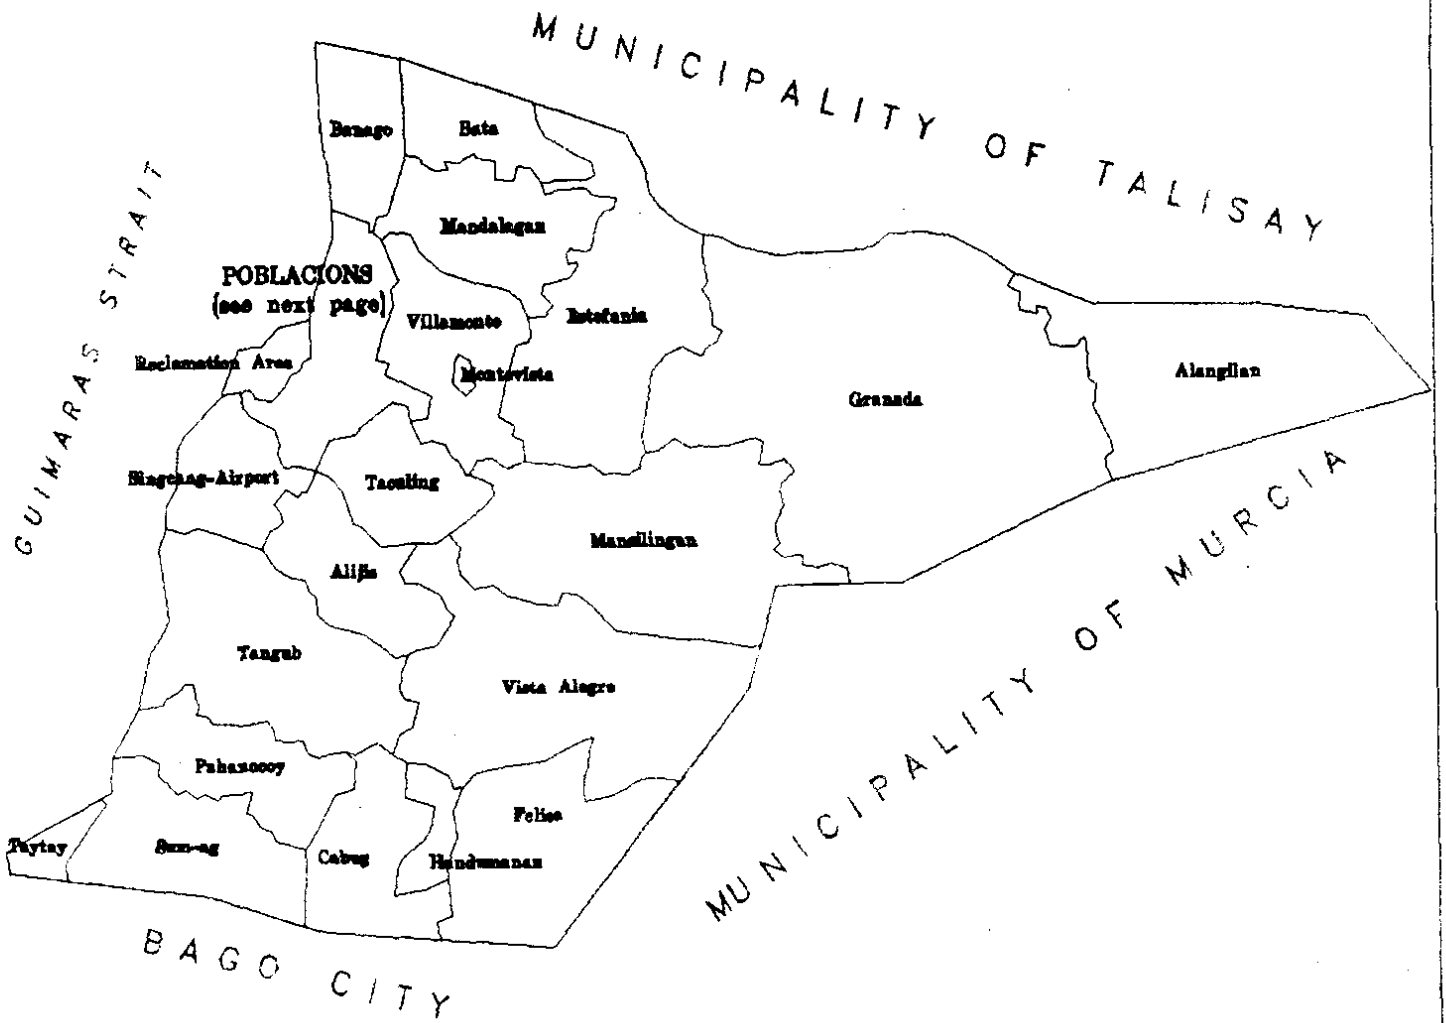 MUNICIPALITY OF TALISAY
Banago
Bata
GUIMARAS STRAIT
Mandalagan
POBLACIONS
(see next page)
Villamonte
Estefania
Reclamation Area
Montevista
Alangilan
Granada
Singcang-Airport
Taculing
Mansilingan
Alijis
MUNICIPALITY OF MURCIA
Tangub
Vista Alegre
Pahanocoy
Felisa
Taytay
Sum-ag
Cabug
Handumanan
BAGO CITY